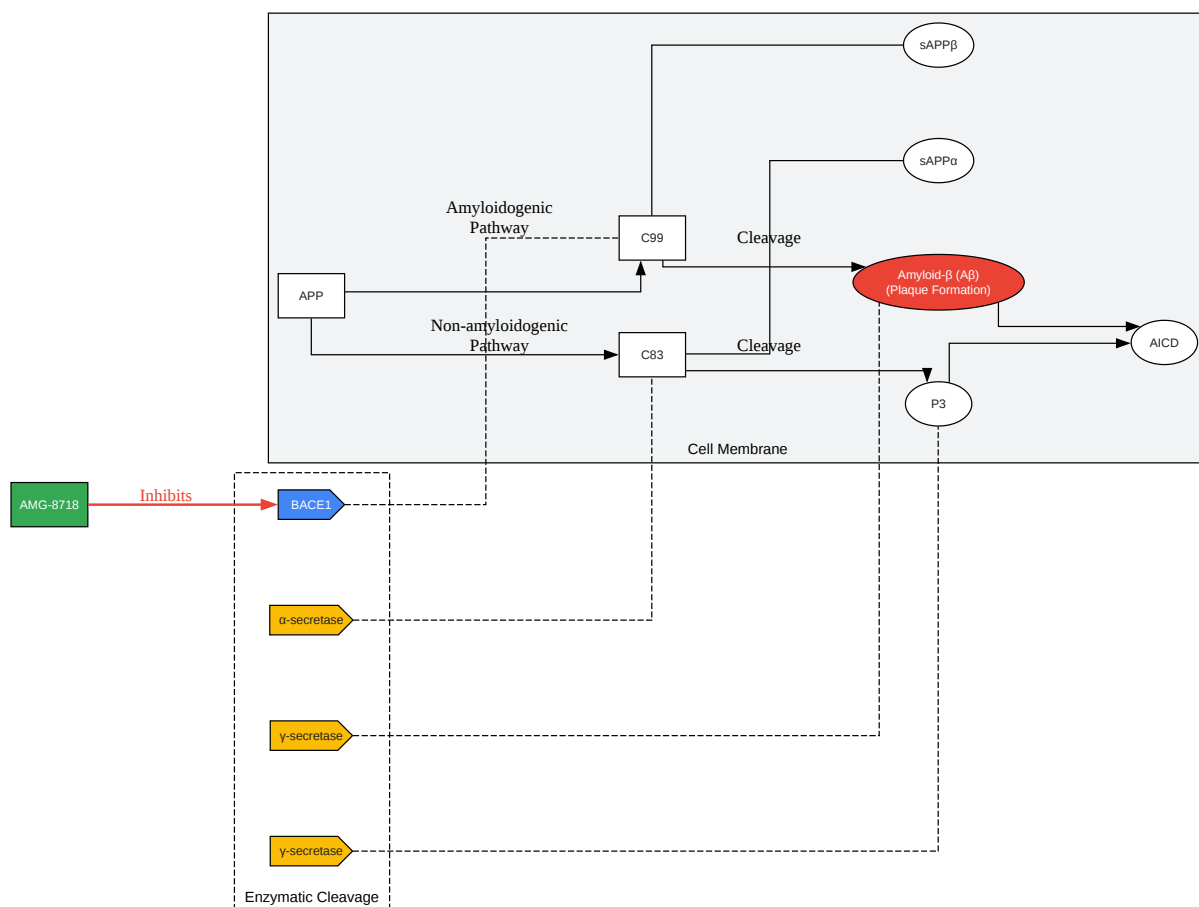 sAPPβ
sAPPα
Amyloidogenic
Pathway
C99
Cleavage
Amyloid-β (Aβ)
(Plaque Formation)
APP
Non-amyloidogenic
Pathway
C83
Cleavage
AICD
P3
Cell Membrane
AMG-8718
Inhibits
BACE1
α-secretase
γ-secretase
γ-secretase
Enzymatic Cleavage